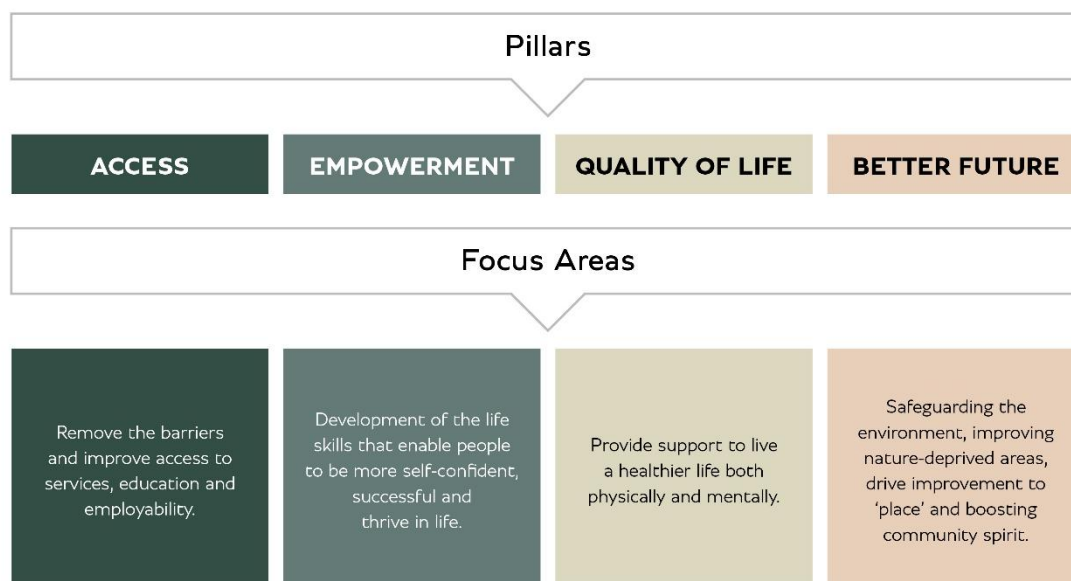 Pillars
ACCESS
EMPOWERMENT
QUALITY OF LIFE
BETTER FUTURE
Focus Areas
Remove the barriers
and improve access to
services, education and
employability.
Development of the life
skills that enable people
to be more self-confident,
successful and
thrive in life.
Provide support to live
a healthier life both
physically and mentally.
Safeguarding the
environment, improving
nature-deprived areas,
drive improvement to
‘place’ and boosting
community spirit.